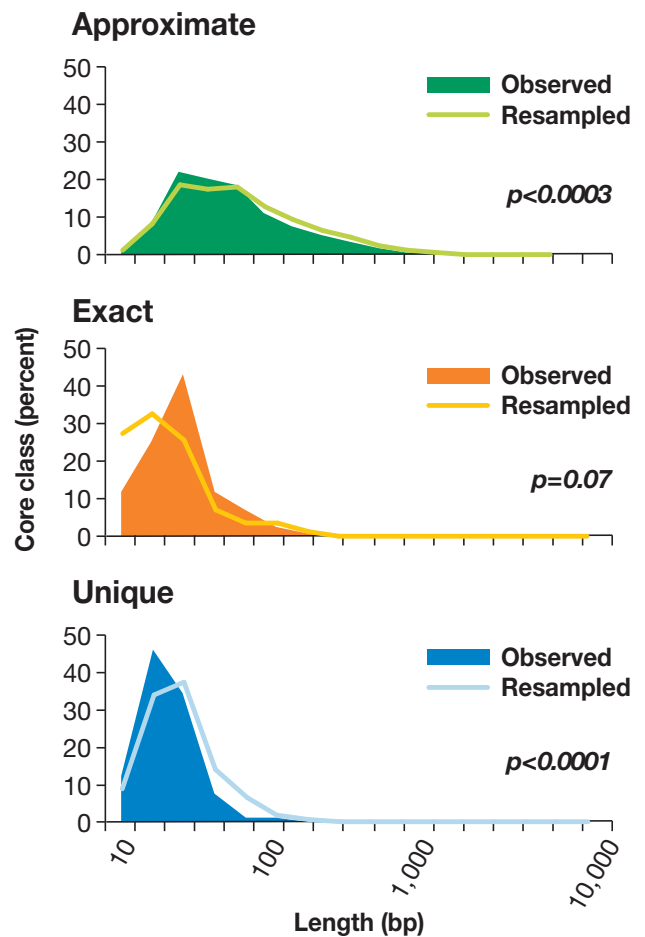 Approximate
50
40
30
20
10
0
Observed
Resampled
p<0.0003
Exact
50
40
30
20
10
0
Observed
Resampled
p=0.07
Core class (percent)
Unique
50
40
30
20
10
0
Observed
Resampled
p<0.0001
10
100
1,000
10,000
Length (bp)